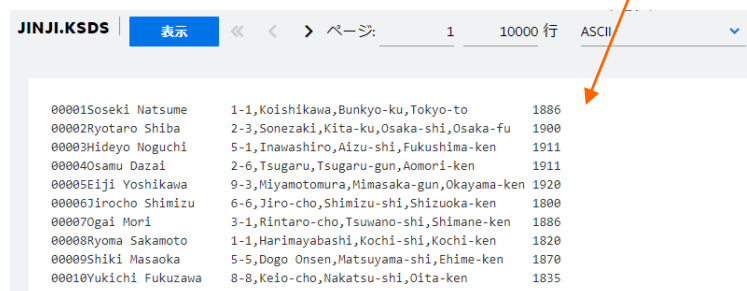 JINJI.KSDS 表示 ページ: 1 10000 行 ASCII
00001Soseki Natsume 1-1,Koishikawa,Bunkyo-ku,Tokyo-to 1886
00002Ryotaro Shiba 2-3,Sonezaki,Kita-ku,Osaka-shi,Osaka-fu 1900
00003Hideyo Noguchi 5-1,Inawashiro,Aizu-shi,Fukushima-ken 1911
00004Osamu Dazai 2-6,Tsugaru,Tsugaru-gun,Aomori-ken 1911
00005Eiji Yoshikawa 9-3,Miyamotomura,Mimasaka-gun,Okayama-ken 1920
00006Jirocho Shimizu 6-6,Jiro-cho,Shimizu-shi,Shizuoka-ken 1800
00007Ogai Mori 3-1,Rintaro-cho,Tsuwano-shi,Shimane-ken 1886
00008Ryoma Sakamoto 1-1,Harimayabashi,Kochi-shi,Kochi-ken 1820
00009Shiki Masaoka 5-5,Dogo Onsen,Matsuyama-shi,Ehime-ken 1870
00010Yukichi Fukuzawa 8-8,Keio-cho,Nakatsu-shi,Oita-ken 1835